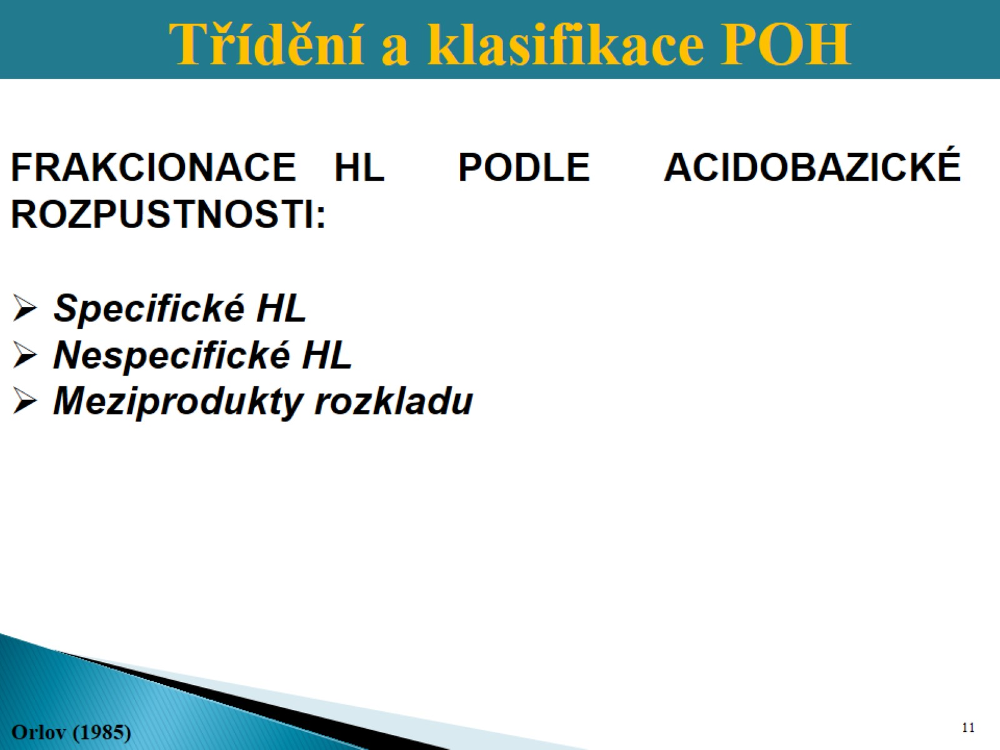 Třídění a klasifikace POH
FRAKCIONACE HL PODLE ACIDOBAZICKÉ
ROZPUSTNOSTI:
➢ Specifické HL
➢ Nespecifické HL
➢ Meziprodukty rozkladu
Orlov (1985)
11